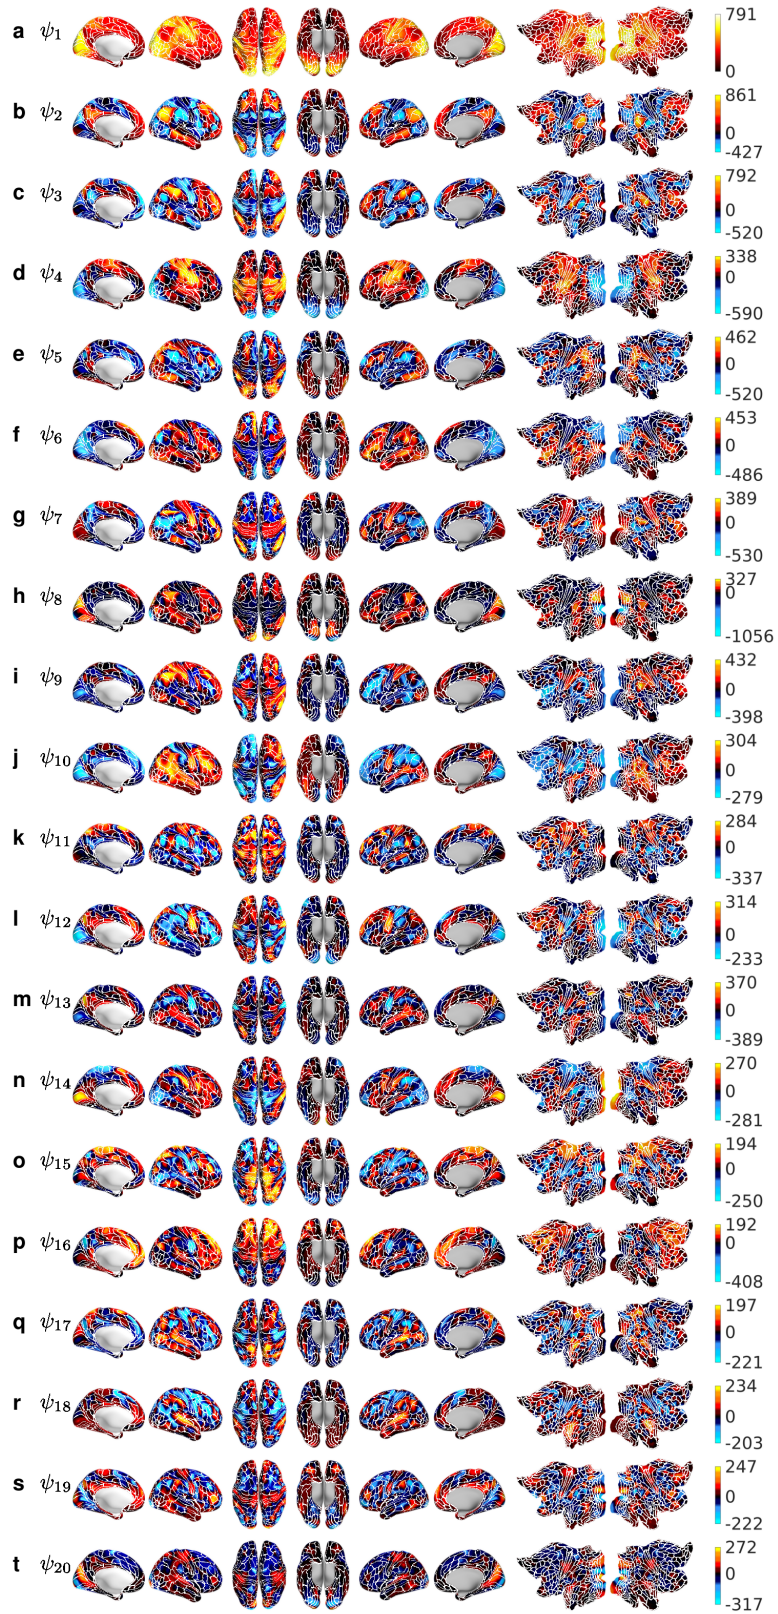 a ψ1 791 0
b ψ2 861 0 -427
c ψ3 792 0 -520
d ψ4 338 0 -590
e ψ5 462 0 -520
f ψ6 453 0 -486
g ψ7 389 0 -530
h ψ8 327 0 -1056
i ψ9 432 0 -398
j ψ10 304 0 -279
k ψ11 284 0 -337
l ψ12 314 0 -233
m ψ13 370 0 -389
n ψ14 270 0 -281
o ψ15 194 0 -250
p ψ16 192 0 -408
q ψ17 197 0 -221
r ψ18 234 0 -203
s ψ19 247 0 -222
t ψ20 272 0 -317